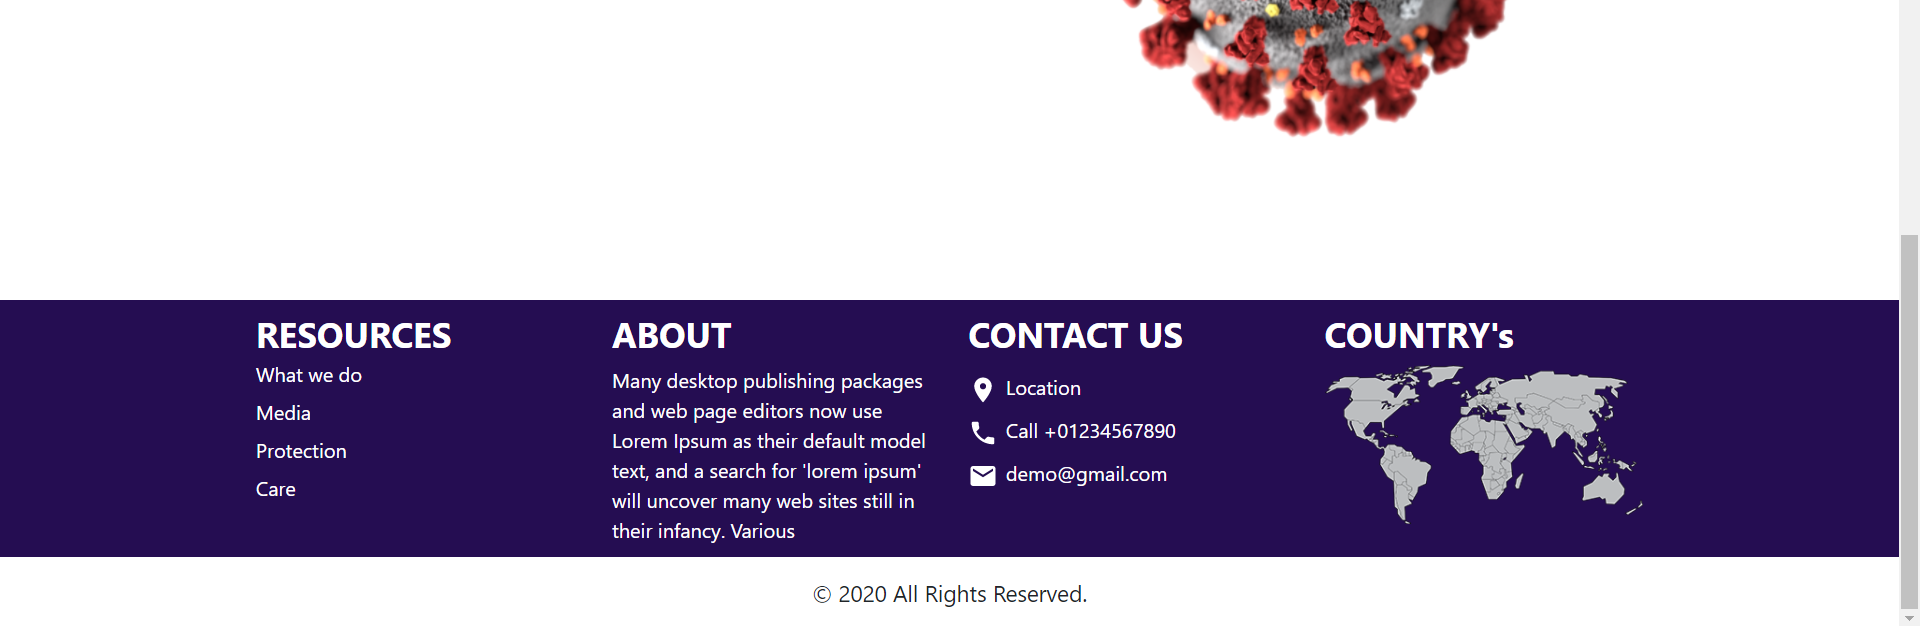 RESOURCES
What we do
Media
Protection
Care
ABOUT
Many desktop publishing packages
and web page editors now use
Lorem Ipsum as their default model
text, and a search for 'lorem ipsum'
will uncover many web sites still in
their infancy. Various
CONTACT US
Location
Call +01234567890
demo@gmail.com
COUNTRY's
© 2020 All Rights Reserved.